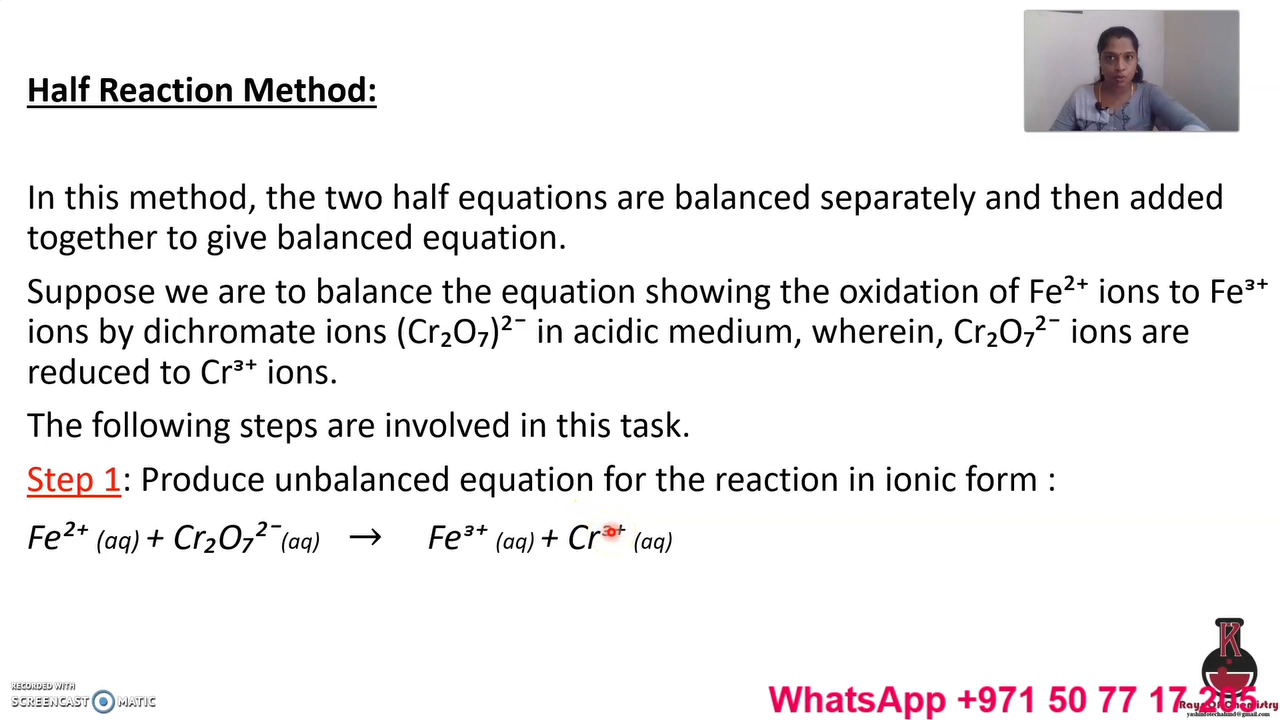 Half Reaction Method:
In this method, the two half equations are balanced separately and then added
together to give balanced equation.
Suppose we are to balance the equation showing the oxidation of Fe²⁺ ions to Fe³⁺
ions by dichromate ions (Cr₂O₇)²⁻ in acidic medium, wherein, Cr₂O₇²⁻ ions are
reduced to Cr³⁺ ions.
The following steps are involved in this task.
Step 1: Produce unbalanced equation for the reaction in ionic form :
Fe²⁺ (aq) + Cr₂O₇²⁻(aq) → Fe³⁺ (aq) + Cr³⁺ (aq)
RECORDED WITH
SCREENCAST MATIC
K
WhatsApp +971 50 77 17 205
Rays Of Chemistry